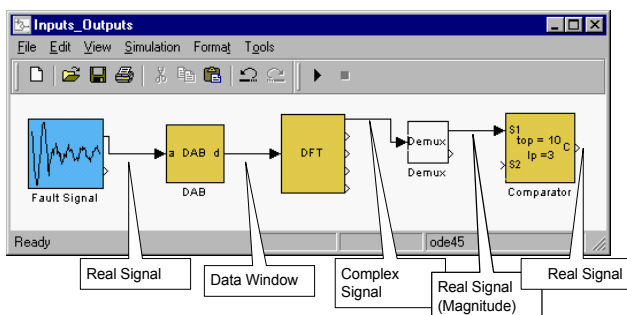 Inputs_Outputs
File Edit View Simulation Format Tools
Fault Signal
a DAB d
DAB
DFT
Demux
Demux
S1
top = 10
C
Ip =3
S2
Comparator
Ready
ode45
Real Signal
Data Window
Complex
Signal
Real Signal
(Magnitude)
Real Signal